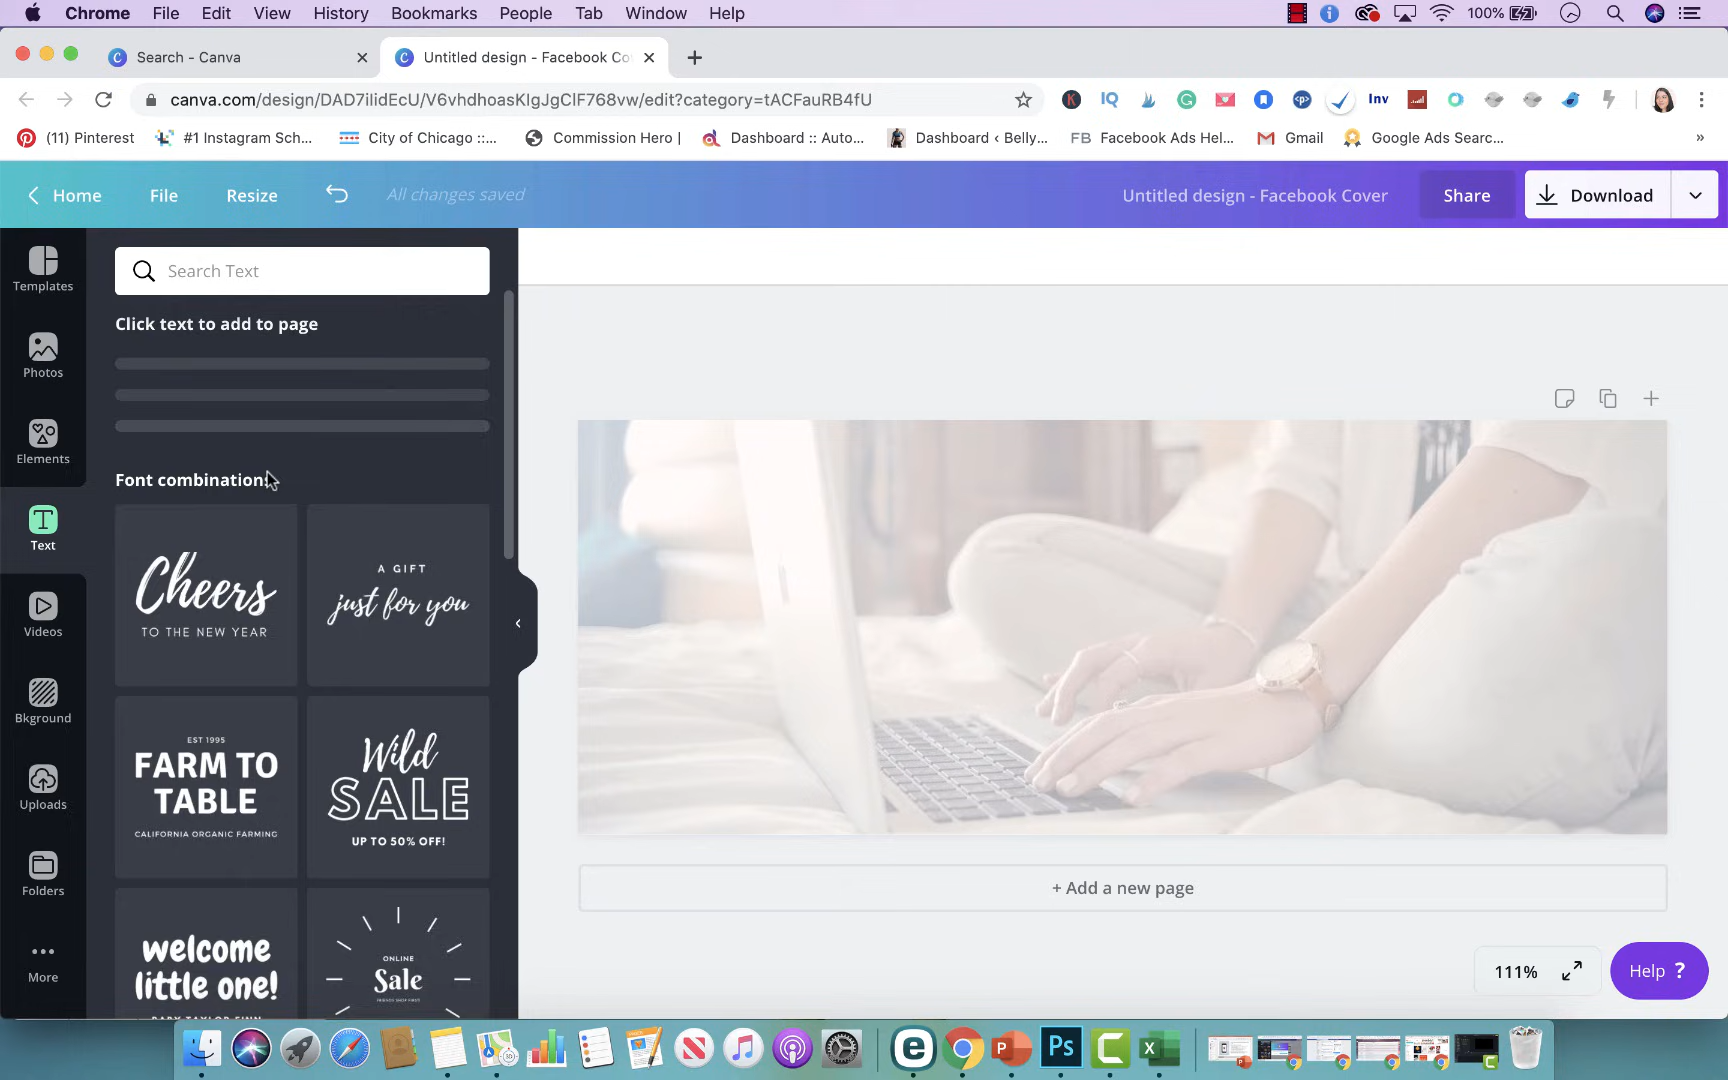 Chrome File Edit View History Bookmarks People Tab Window Help 100%
Search - Canva
Untitled design - Facebook Co
canva.com/design/DAD7ilidEcU/V6vhdhoasKIgJgClF768vw/edit?category=tACFauRB4fU
IQ
Inv
(11) Pinterest #1 Instagram Sch... City of Chicago ::... Commission Hero | Dashboard :: Auto... Dashboard ‹ Belly... FB Facebook Ads Hel... Gmail Google Ads Searc... »
Home File Resize All changes saved Untitled design - Facebook Cover Share Download
Templates
Photos
Elements
Text
Videos
Bkground
Uploads
Folders
More
Search Text
Click text to add to page
Font combinations
Cheers
TO THE NEW YEAR
A GIFT
just for you
EST 1995
FARM TO
TABLE
CALIFORNIA ORGANIC FARMING
Wild
SALE
UP TO 50% OFF!
welcome
little one!
ONLINE
Sale
+ Add a new page
111%
Help ?
Ps